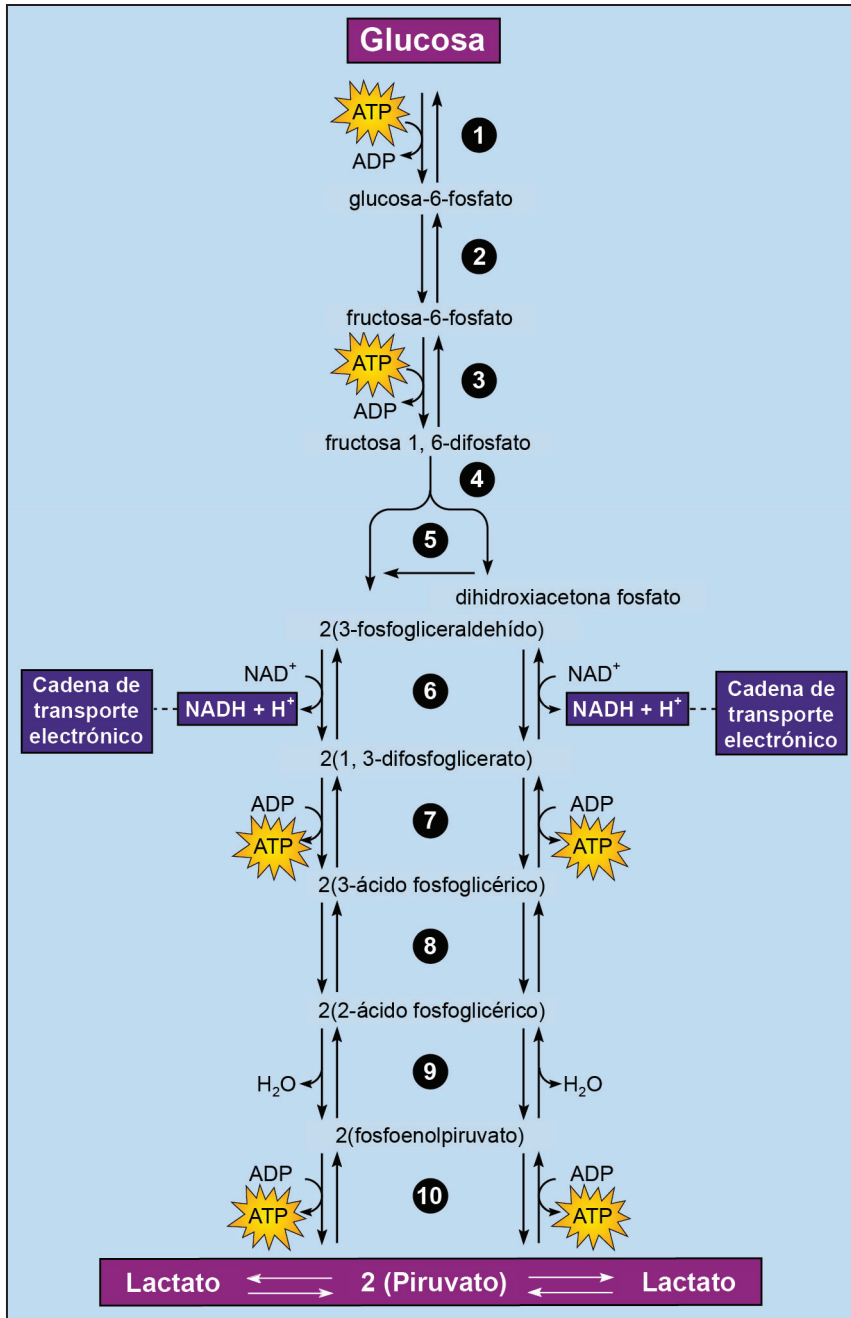 Glucosa
ATP
ADP
1
glucosa-6-fosfato
2
fructosa-6-fosfato
ATP
ADP
3
fructosa 1, 6-difosfato
4
5
dihidroxiacetona fosfato
2(3-fosfogliceraldehído)
Cadena de
transporte
electrónico
NAD⁺
NADH + H⁺
6
NAD⁺
NADH + H⁺
Cadena de
transporte
electrónico
2(1, 3-difosfoglicerato)
ADP
ATP
7
ADP
ATP
2(3-ácido fosfoglicérico)
8
2(2-ácido fosfoglicérico)
H₂O
9
H₂O
2(fosfoenolpiruvato)
ADP
ATP
10
ADP
ATP
Lactato 2 (Piruvato) Lactato